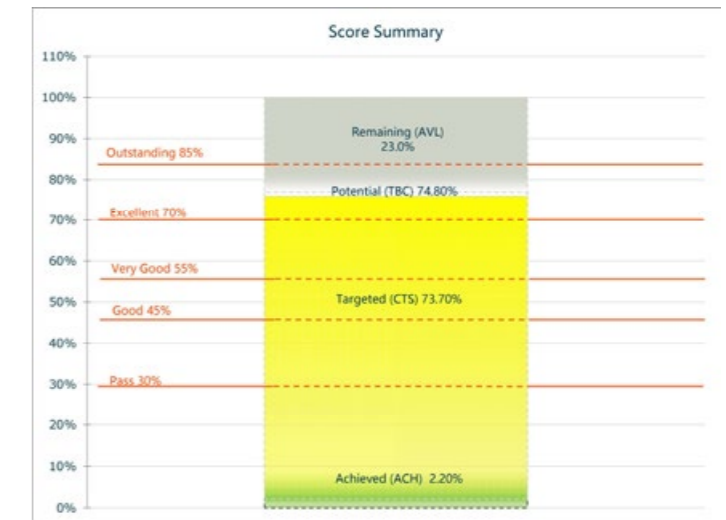 Score Summary
110%
100%
90%
80%
70%
60%
50%
40%
30%
20%
10%
0%
Outstanding 85%
Excellent 70%
Very Good 55%
Good 45%
Pass 30%
Remaining (AVL)
23.0%
Potential (TBC) 74.80%
Targeted (CTS) 73.70%
Achieved (ACH) 2.20%